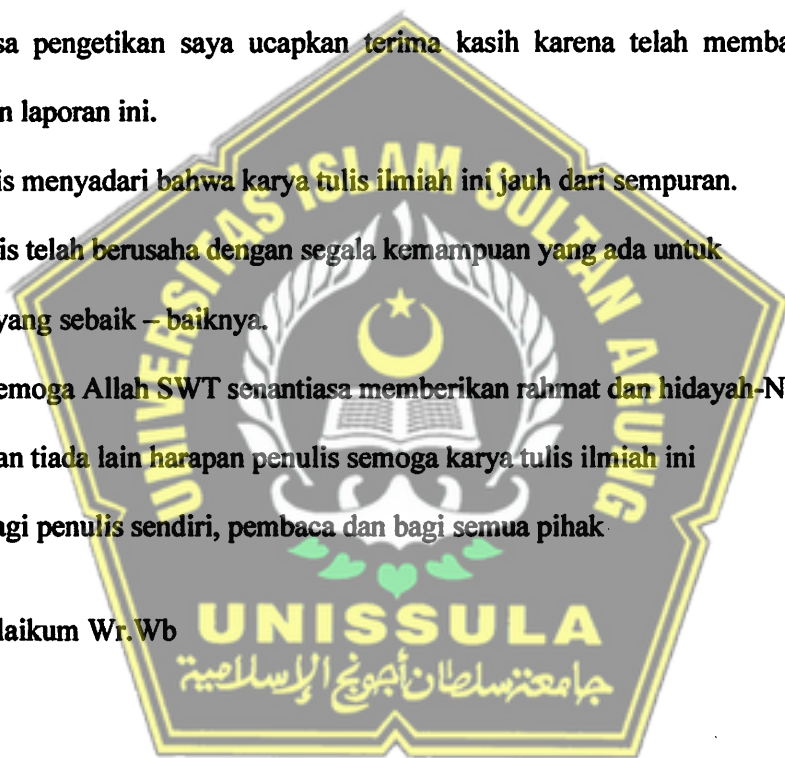 sa pengetikan saya ucapkan terima kasih karena telah memba
n laporan ini.
is menyadari bahwa karya tulis ilmiah ini jauh dari sempuran.
is telah berusaha dengan segala kemampuan yang ada untuk
yang sebaik – baiknya.
emoga Allah SWT senantiasa memberikan rahmat dan hidayah-N
an tiada lain harapan penulis semoga karya tulis ilmiah ini
agi penulis sendiri, pembaca dan bagi semua pihak
laikum Wr.Wb
UNIVERSITAS ISLAM SULTAN AGUNG
UNISSULA
جامعة سلطان أجونج الإسلامية